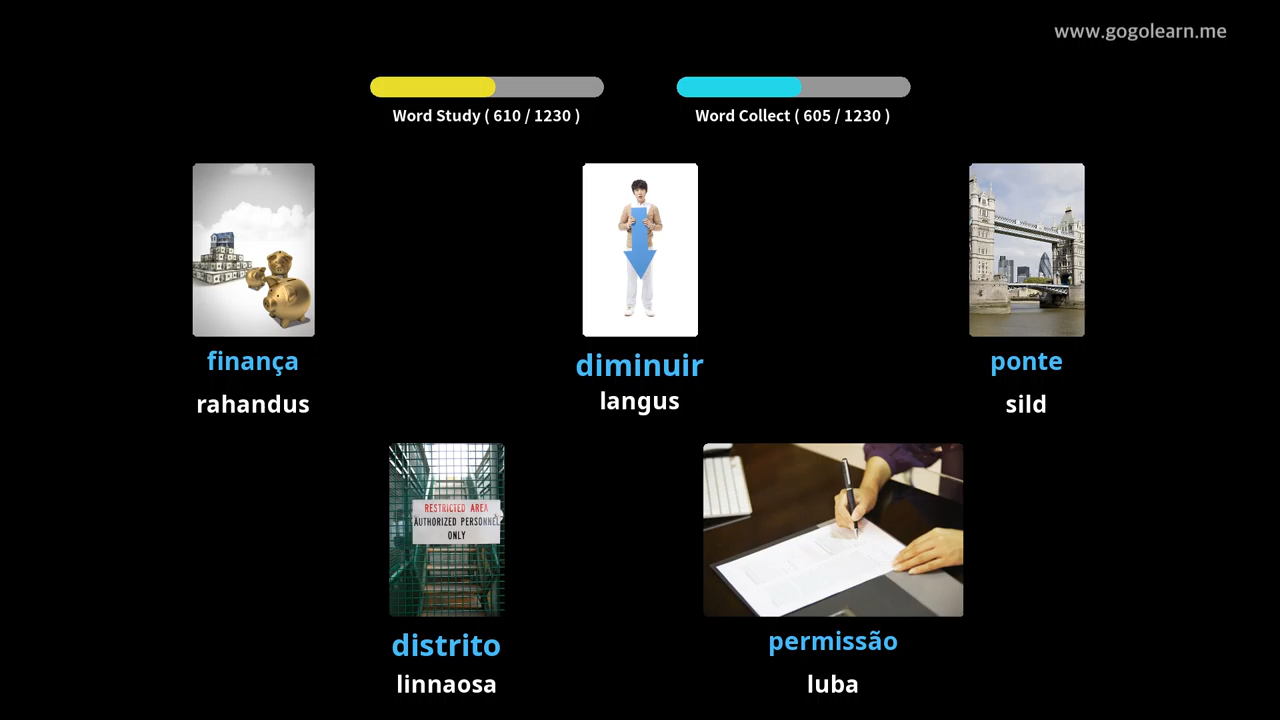 www.gogolearn.me
Word Study ( 610 / 1230 )
Word Collect ( 605 / 1230 )
finança
diminuir
ponte
rahandus
langus
sild
RESTRICTED AREA
AUTHORIZED PERSONNEL
ONLY
distrito
permissão
linnaosa
luba